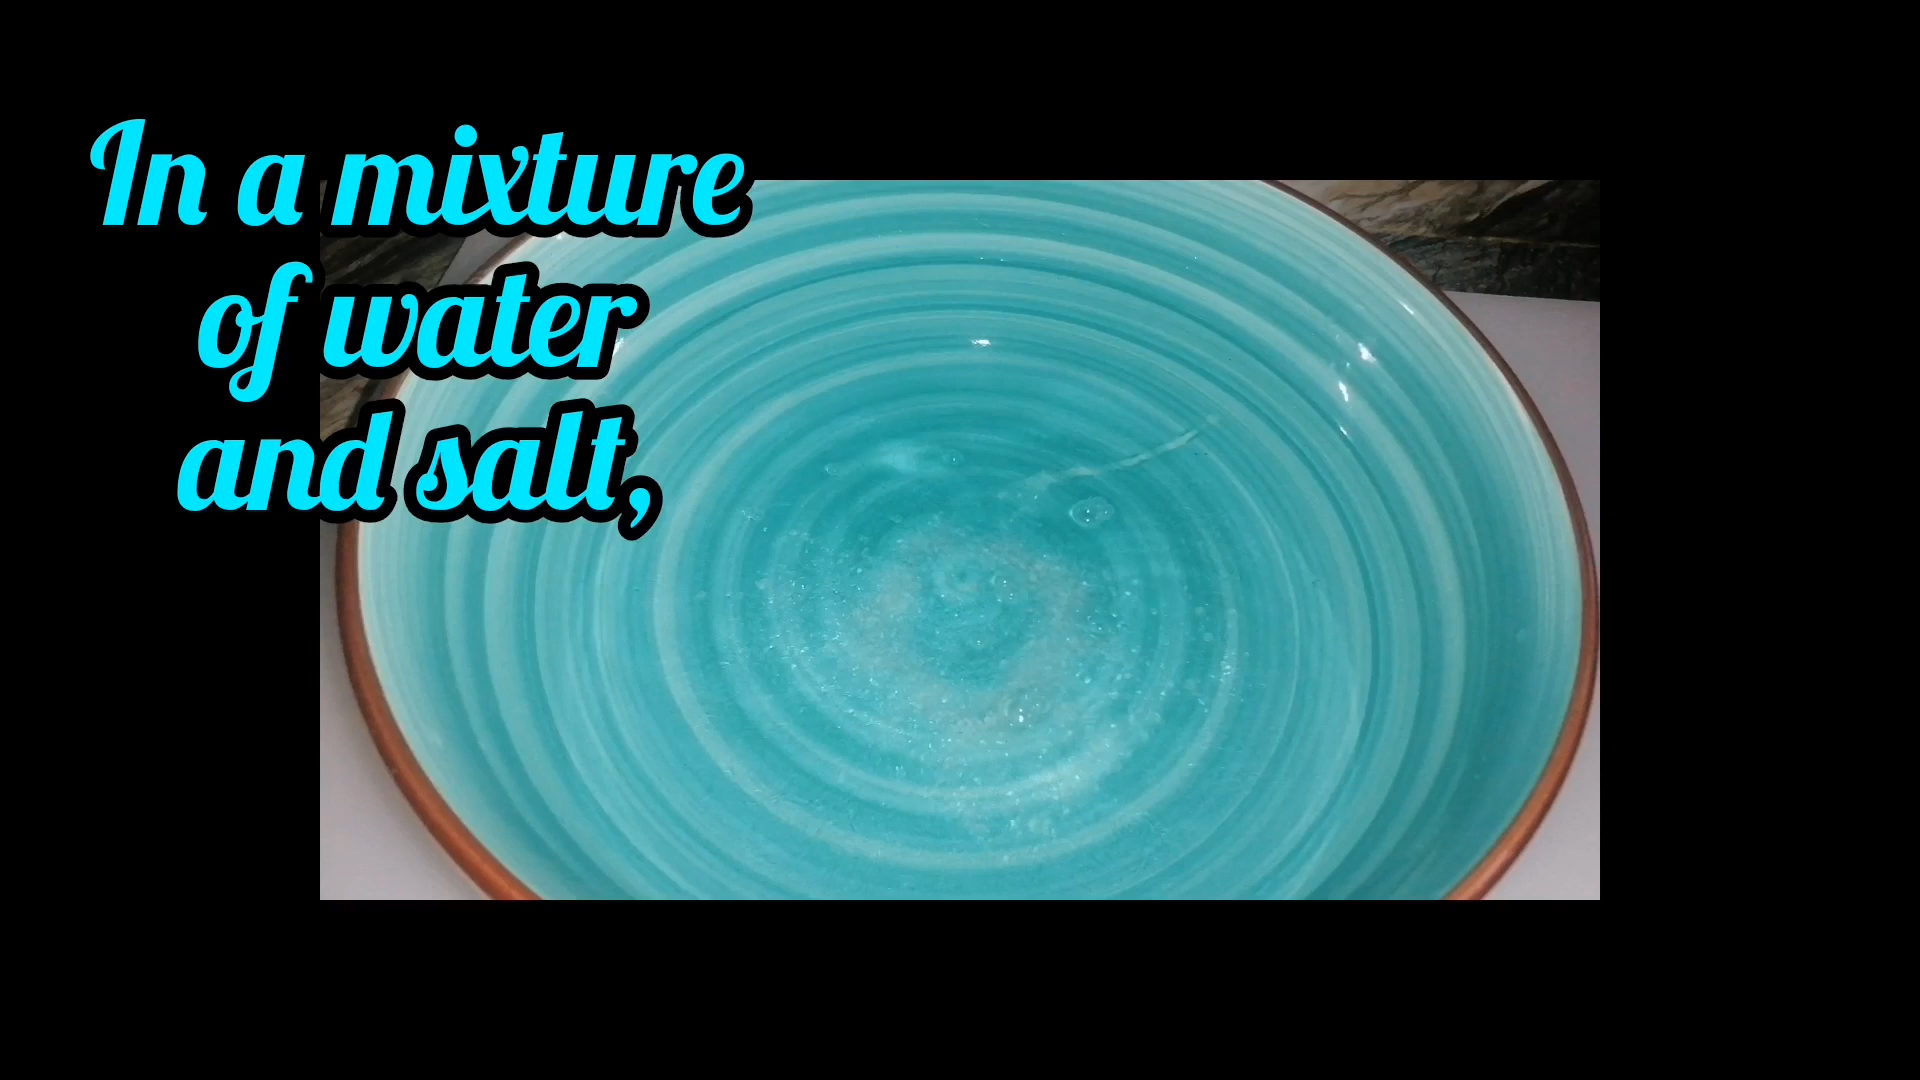 In a mixture
of water
and salt,